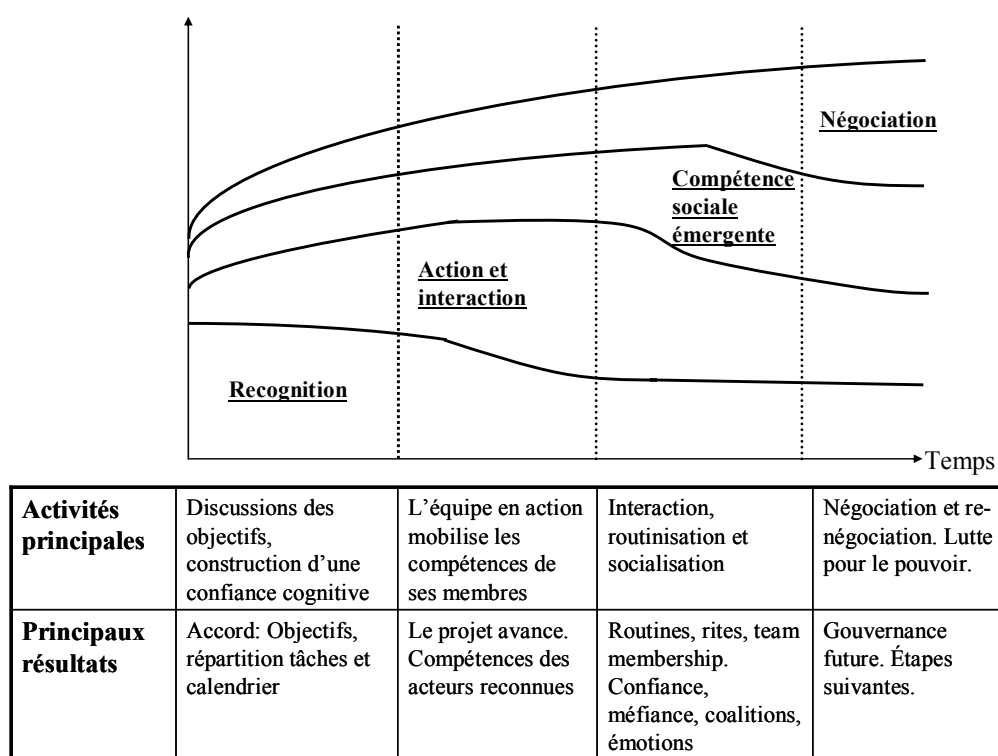 Négociation
Compétence
sociale
émergente
Action et
interaction
Recognition
Temps
Activités
principales
Discussions des
objectifs,
construction d’une
confiance cognitive
L’équipe en action
mobilise les
compétences de
ses membres
Interaction,
routinisation et
socialisation
Négociation et re-
négociation. Lutte
pour le pouvoir.
Principaux
résultats
Accord: Objectifs,
répartition tâches et
calendrier
Le projet avance.
Compétences des
acteurs reconnues
Routines, rites, team
membership.
Confiance,
méfiance, coalitions,
émotions
Gouvernance
future. Étapes
suivantes.